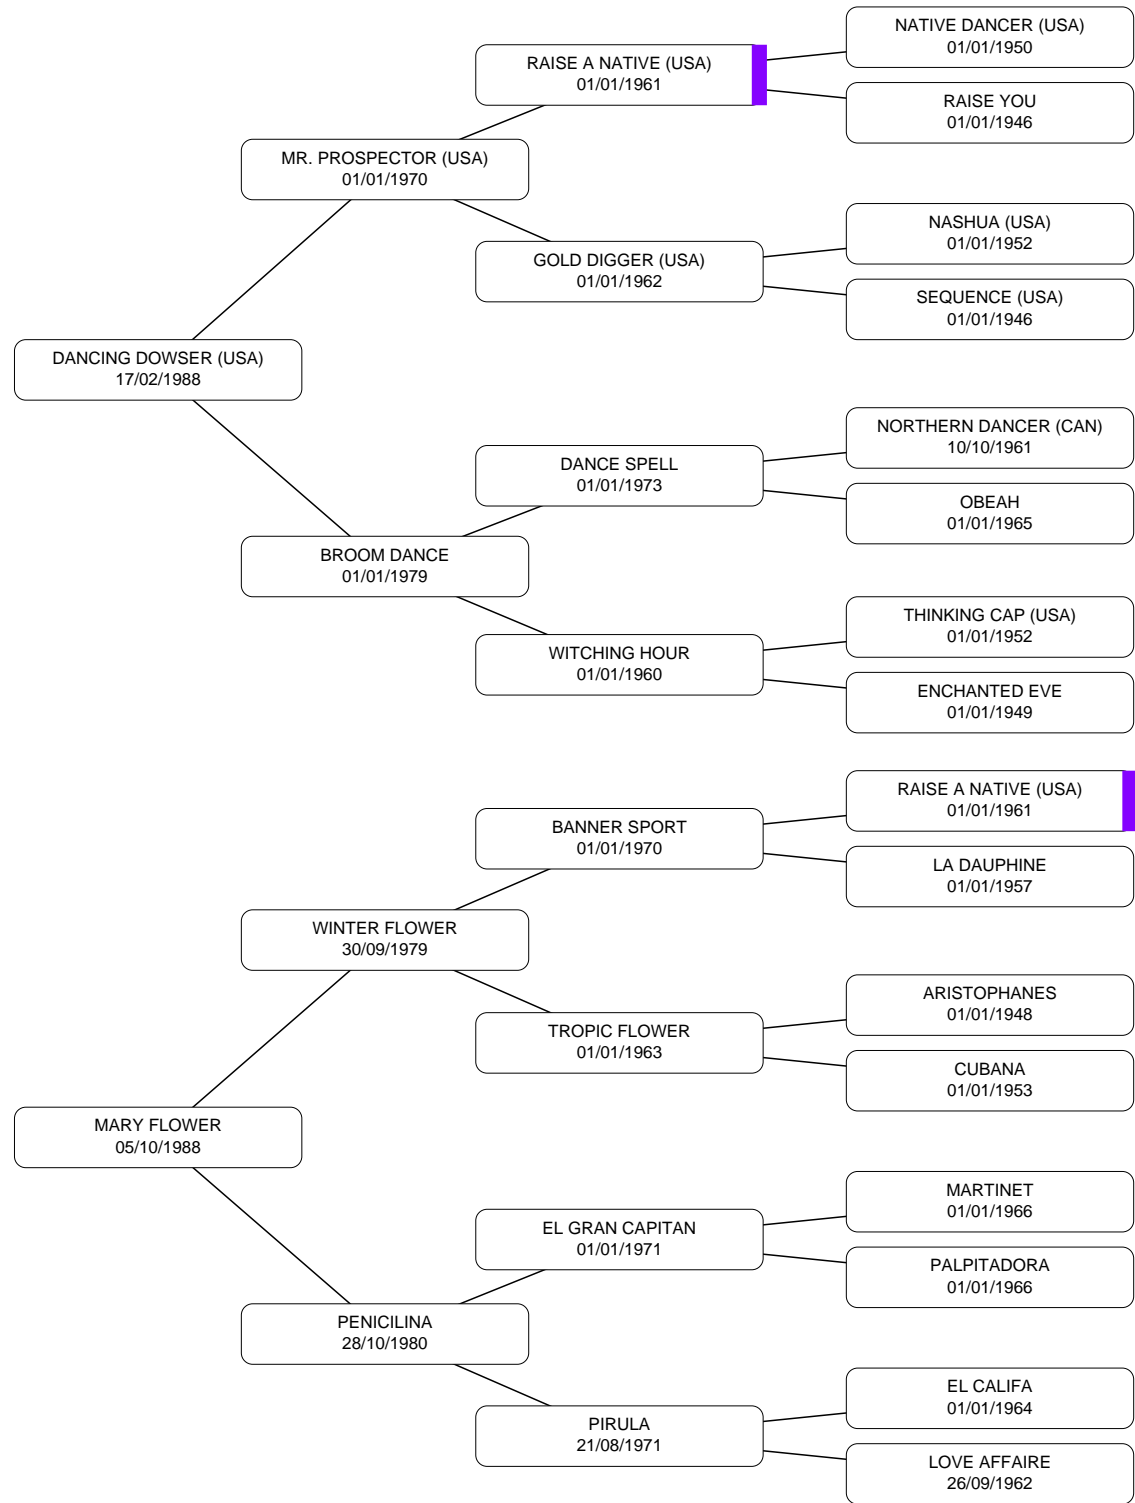 NATIVE DANCER (USA)
01/01/1950
RAISE A NATIVE (USA)
01/01/1961
RAISE YOU
01/01/1946
MR. PROSPECTOR (USA)
01/01/1970
NASHUA (USA)
01/01/1952
GOLD DIGGER (USA)
01/01/1962
SEQUENCE (USA)
01/01/1946
DANCING DOWSER (USA)
17/02/1988
NORTHERN DANCER (CAN)
10/10/1961
DANCE SPELL
01/01/1973
OBEAH
01/01/1965
BROOM DANCE
01/01/1979
THINKING CAP (USA)
01/01/1952
WITCHING HOUR
01/01/1960
ENCHANTED EVE
01/01/1949
RAISE A NATIVE (USA)
01/01/1961
BANNER SPORT
01/01/1970
LA DAUPHINE
01/01/1957
WINTER FLOWER
30/09/1979
ARISTOPHANES
01/01/1948
TROPIC FLOWER
01/01/1963
CUBANA
01/01/1953
MARY FLOWER
05/10/1988
MARTINET
01/01/1966
EL GRAN CAPITAN
01/01/1971
PALPITADORA
01/01/1966
PENICILINA
28/10/1980
EL CALIFA
01/01/1964
PIRULA
21/08/1971
LOVE AFFAIRE
26/09/1962